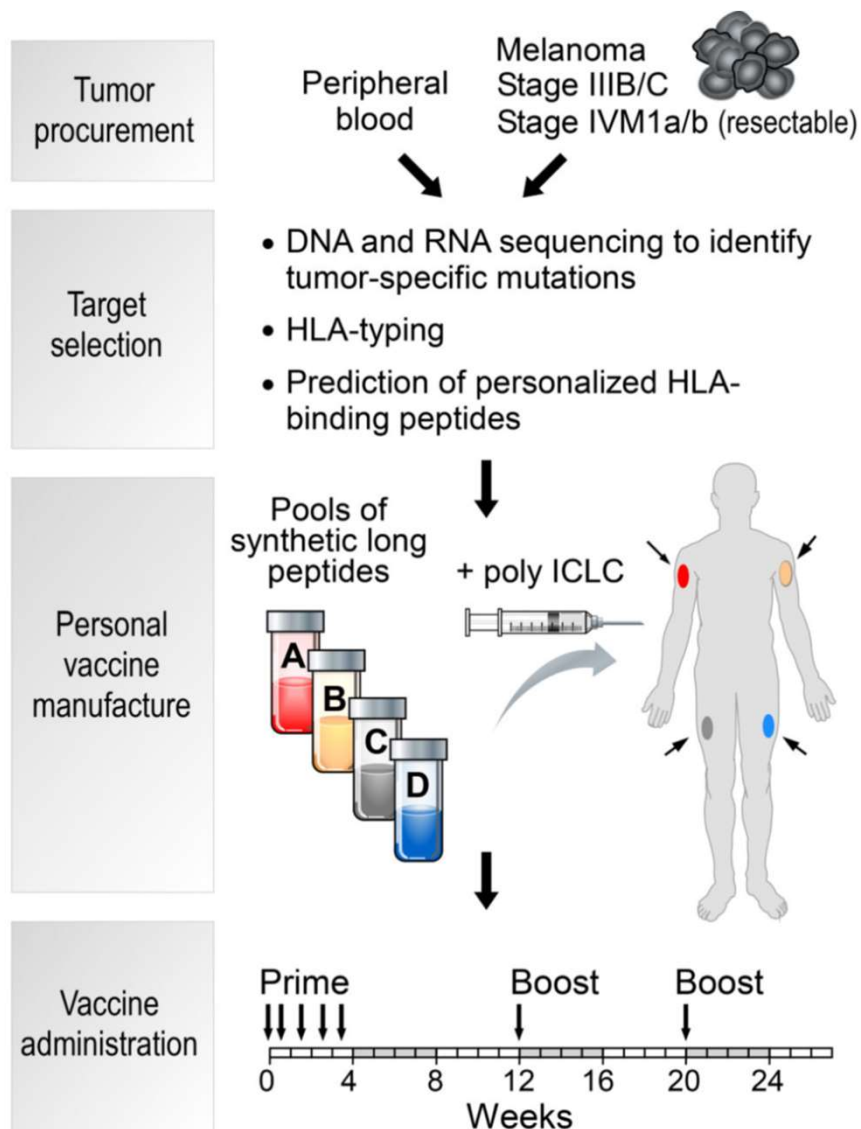 Tumor
procurement
Peripheral
blood
Melanoma
Stage IIIB/C
Stage IVM1a/b (resectable)
Target
selection
• DNA and RNA sequencing to identify
tumor-specific mutations
• HLA-typing
• Prediction of personalized HLA-
binding peptides
Personal
vaccine
manufacture
Pools of
synthetic long
peptides
+ poly ICLC
A
B
C
D
Vaccine
administration
Prime
Boost
Boost
0 4 8 12 16 20 24
Weeks